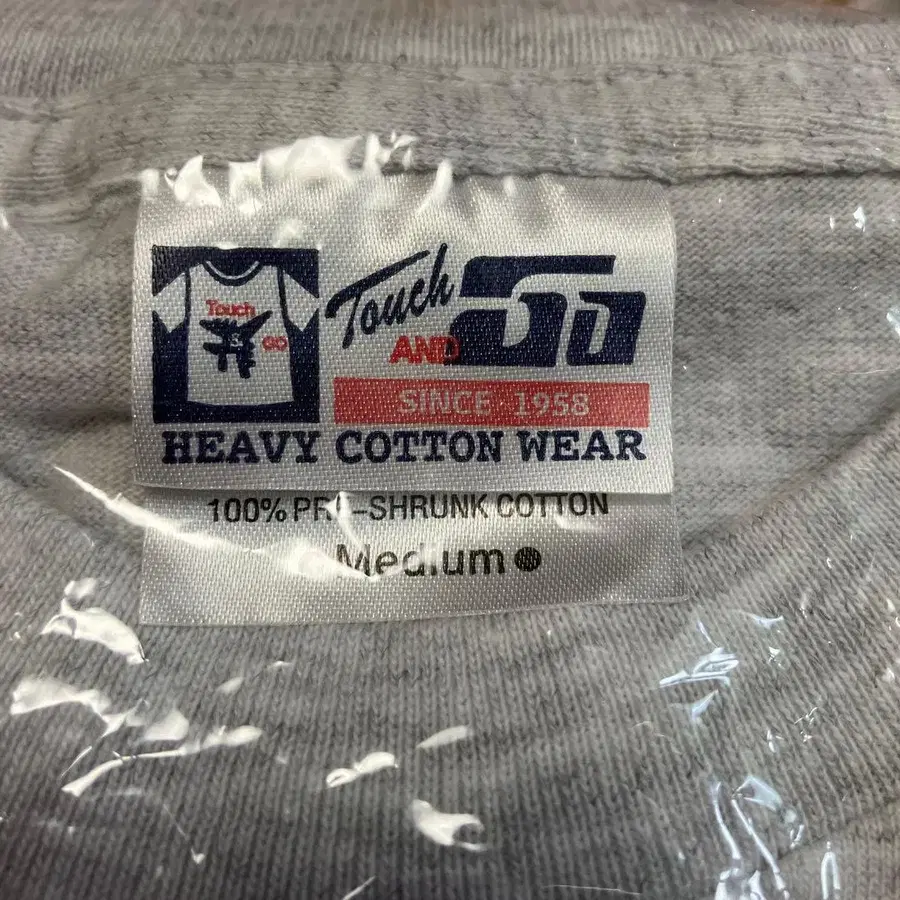 Touch
& GO
Touch
AND GO
SINCE 1958
HEAVY COTTON WEAR
100% PRE-SHRUNK COTTON
Medium